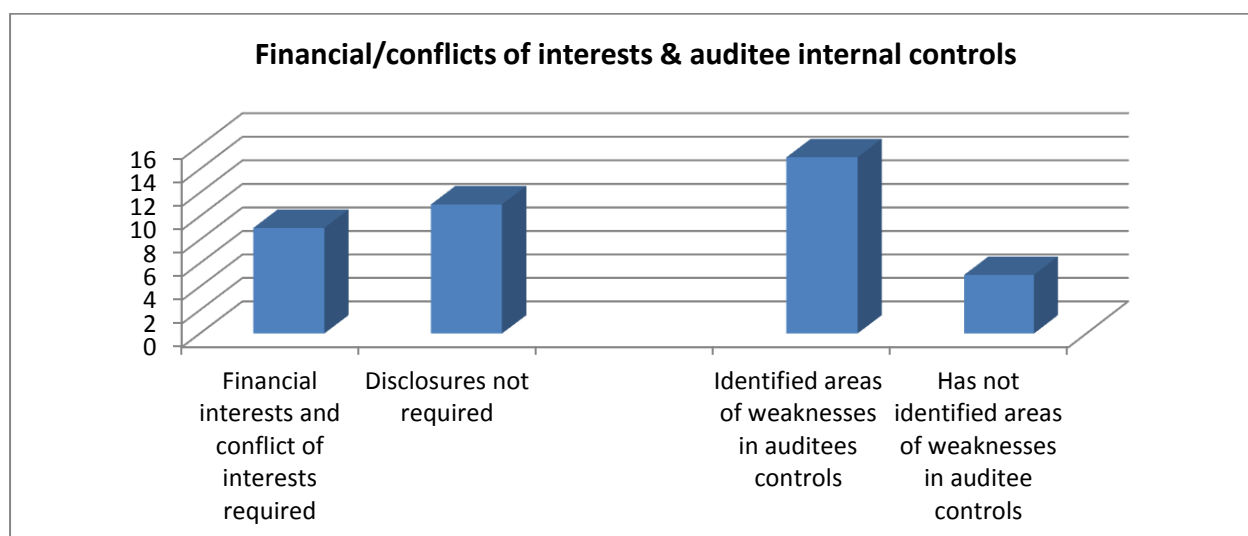 Financial/conflicts of interests & auditee internal controls
16
14
12
10
8
6
4
2
0
Financial
interests and
conflict of
interests
required
Disclosures not
required
Identified areas
of weaknesses
in auditees
controls
Has not
identified areas
of weaknesses
in auditee
controls